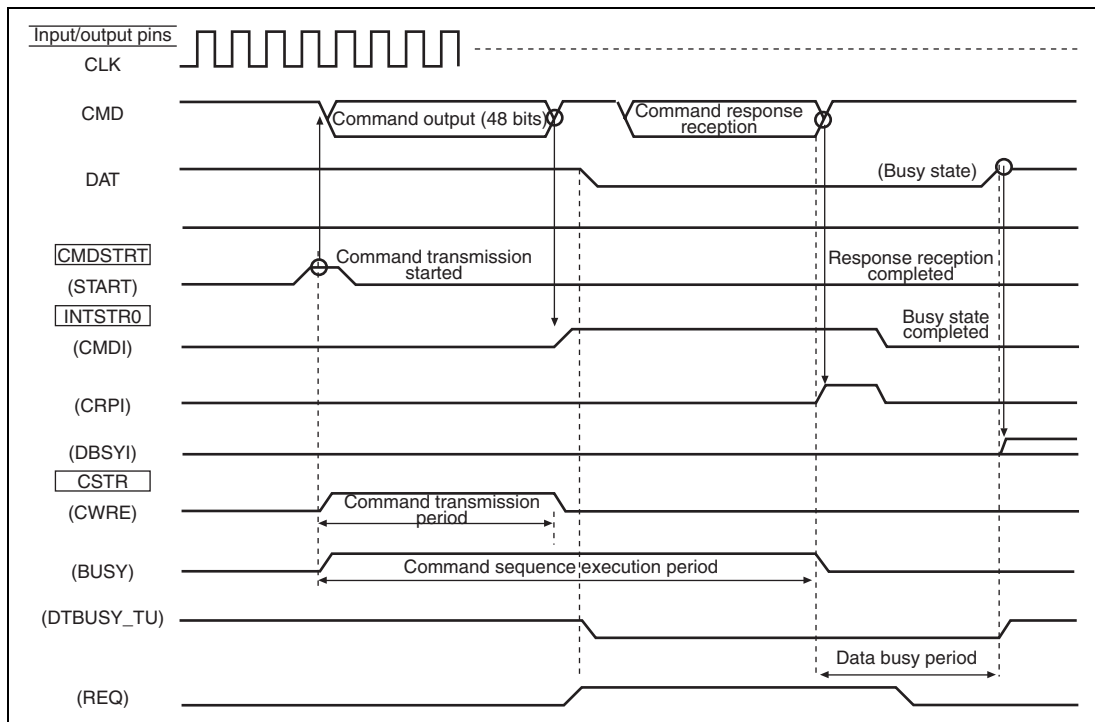 Input/output pins
CLK
CMD
Command output (48 bits)
Command response
reception
DAT
(Busy state)
CMDSTRT
(START)
Command transmission
started
Response reception
completed
INTSTR0
(CMDI)
Busy state
completed
(CRPI)
(DBSYI)
CSTR
(CWRE)
Command transmission
period
(BUSY)
Command sequence execution period
(DTBUSY_TU)
Data busy period
(REQ)